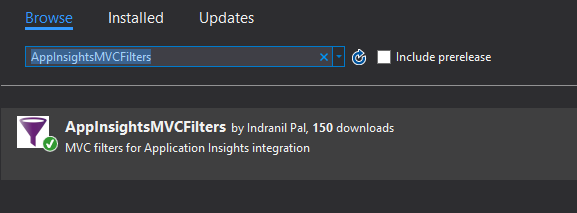 Browse Installed Updates
AppInsightsMVCFilters
Include prerelease
AppInsightsMVCFilters by Indranil Pal, 150 downloads
MVC filters for Application Insights integration